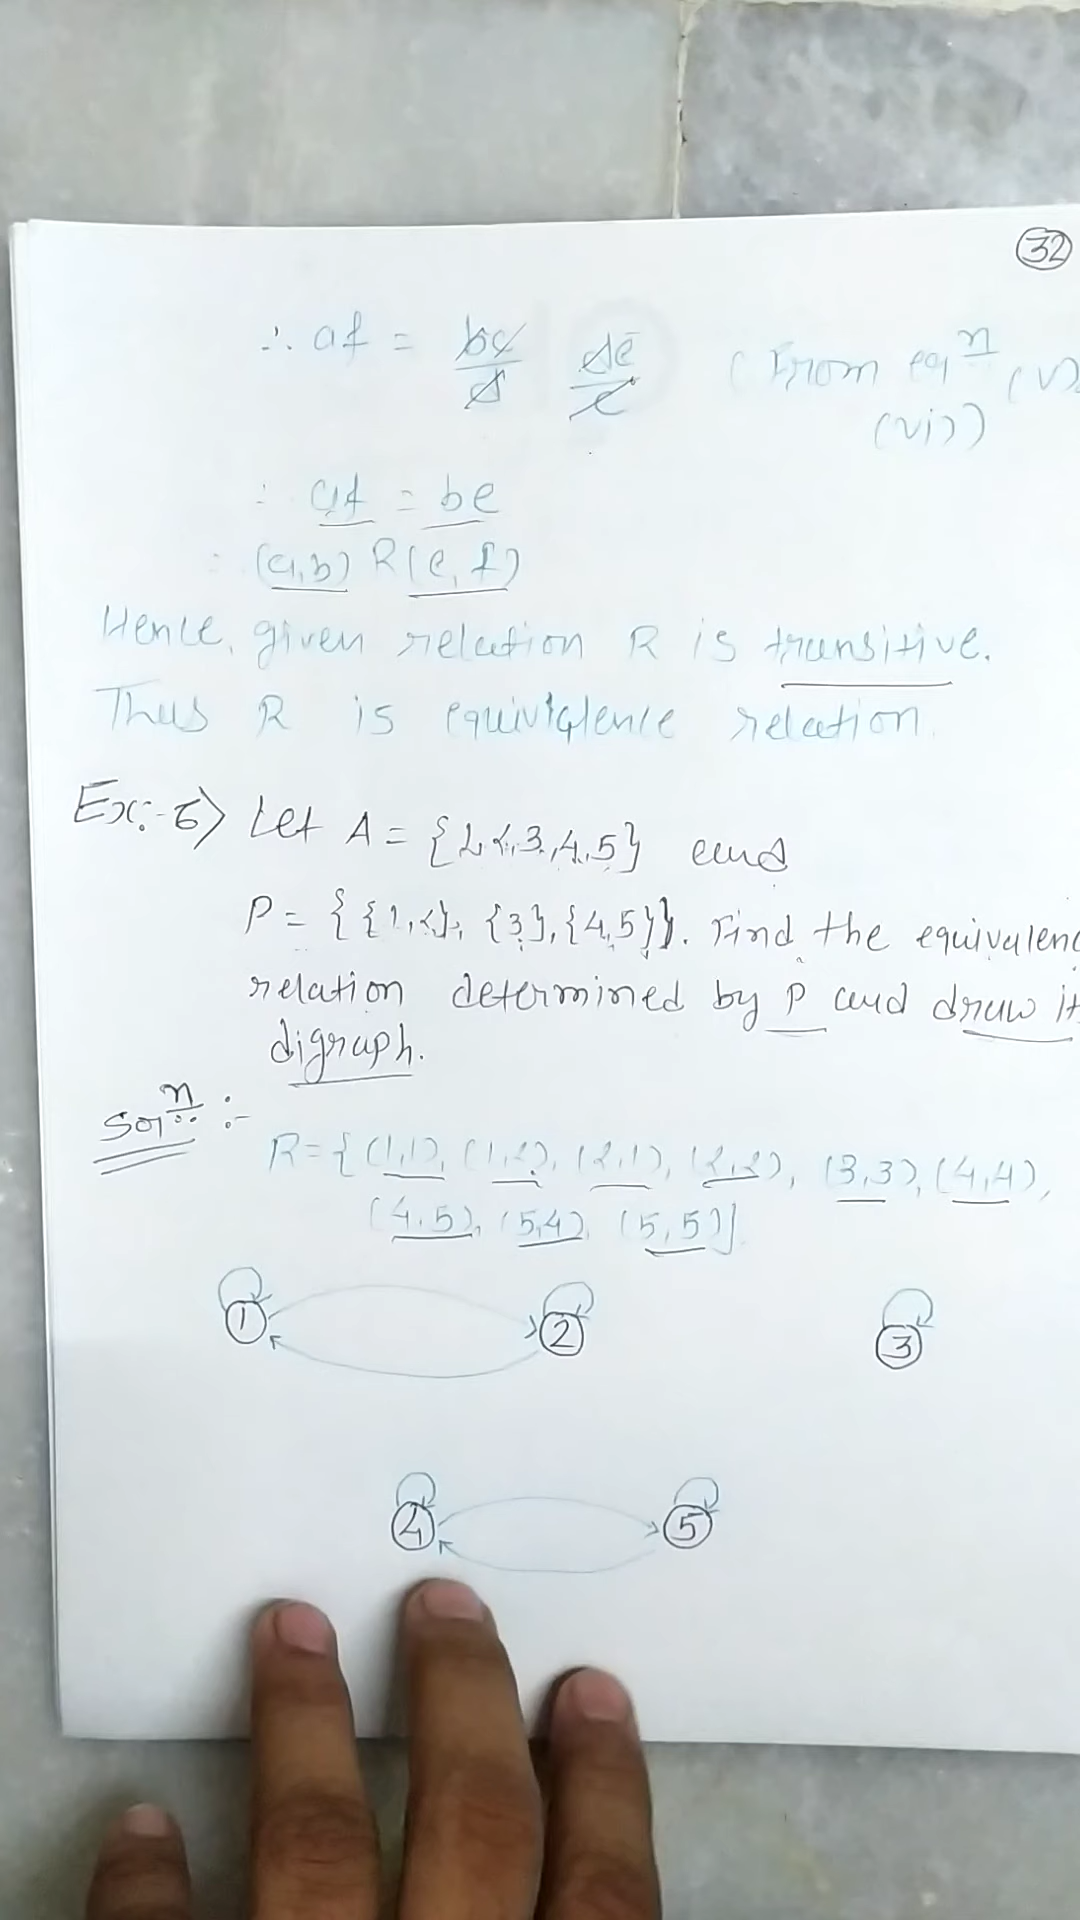 32
∴ af = bc/d de/c (From eqⁿ (v)
(vi))
∴ af = be
∴ (a,b) R (e, f)
Hence, given relation R is transitive.
Thus R is equivalence relation.
Ex:-6) Let A = {1,2,3,4,5} and
P = {{1,2}, {3}, {4,5}}. Find the equivalenc
relation determined by P and draw it
digraph.
Solⁿ :-
R = {(1,1), (1,2), (2,1), (2,2), (3,3), (4,4),
(4,5), (5,4), (5,5)}
1 2 3
4 5